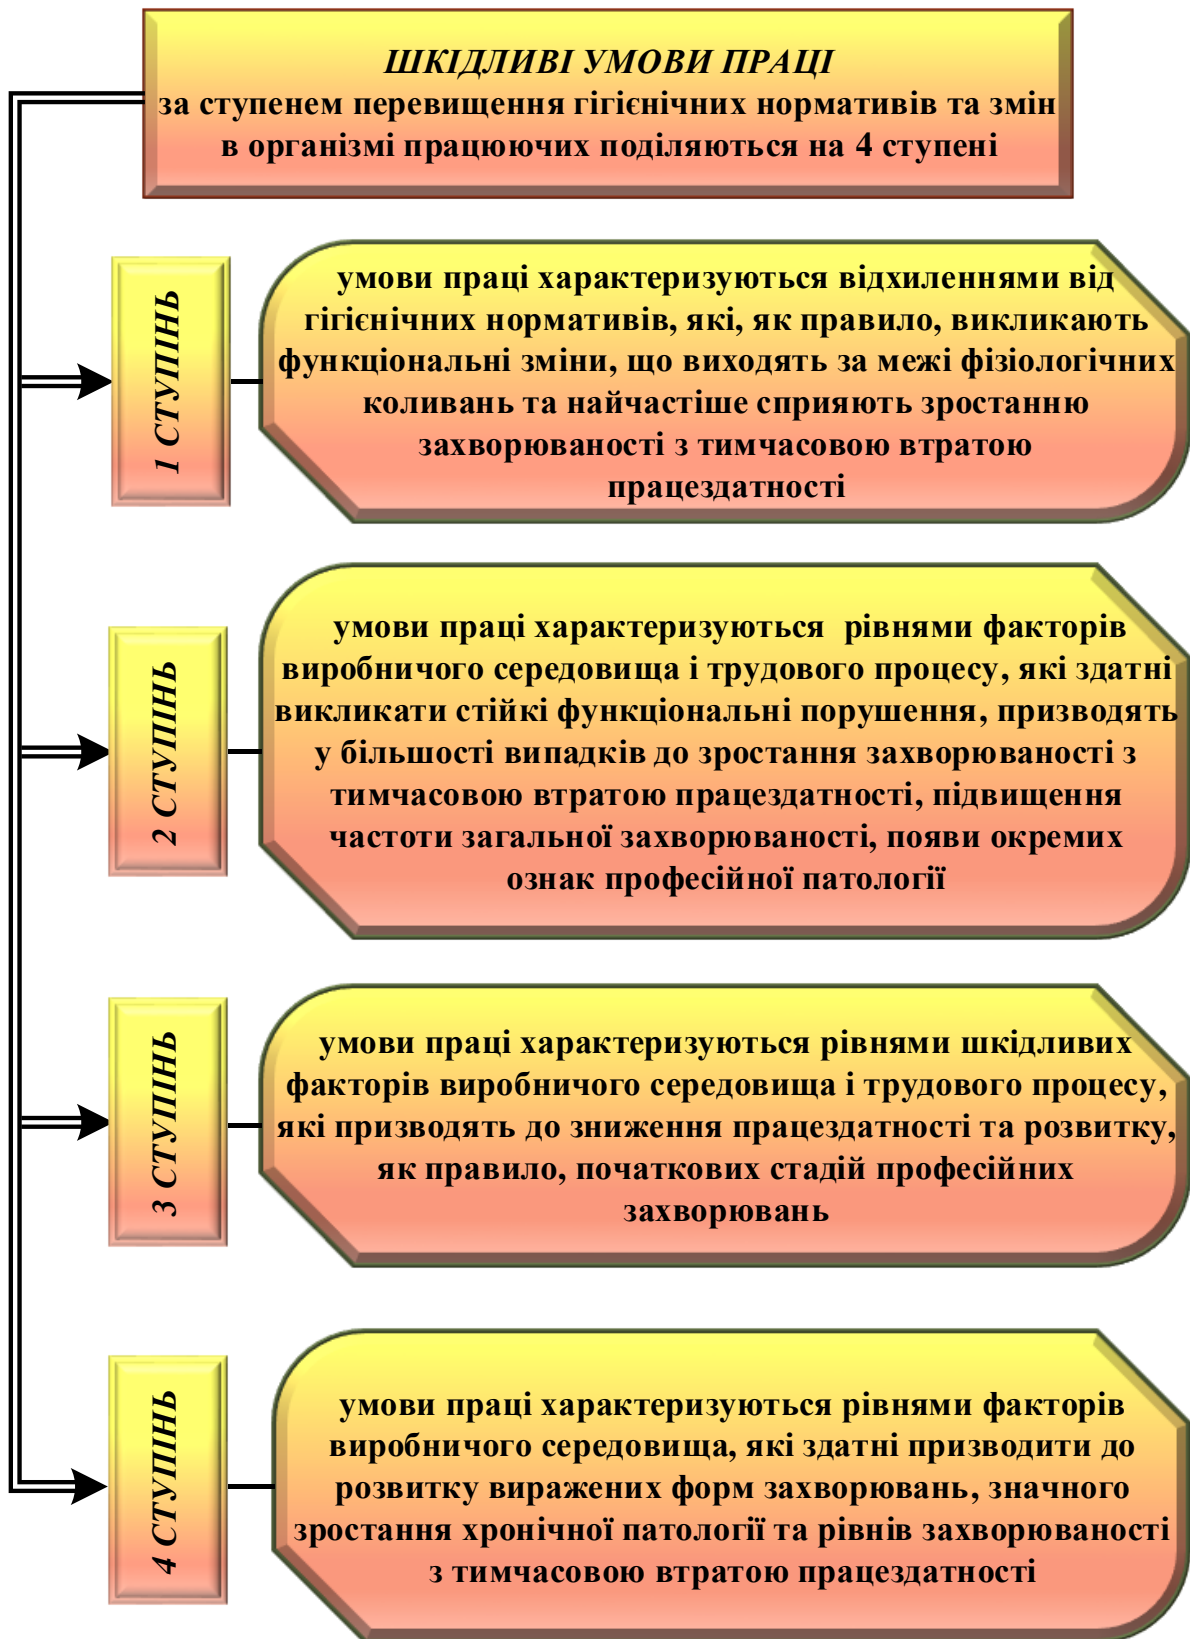 ШКІДЛИВІ УМОВИ ПРАЦІ
за ступенем перевищення гігієнічних нормативів та змін
в організмі працюючих поділяються на 4 ступені
1 СТУПІНЬ
умови праці характеризуються відхиленнями від
гігієнічних нормативів, які, як правило, викликають
функціональні зміни, що виходять за межі фізіологічних
коливань та найчастіше сприяють зростанню
захворюваності з тимчасовою втратою
працездатності
2 СТУПІНЬ
умови праці характеризуються рівнями факторів
виробничого середовища і трудового процесу, які здатні
викликати стійкі функціональні порушення, призводять
у більшості випадків до зростання захворюваності з
тимчасовою втратою працездатності, підвищення
частоти загальної захворюваності, появи окремих
ознак професійної патології
3 СТУПІНЬ
умови праці характеризуються рівнями шкідливих
факторів виробничого середовища і трудового процесу,
які призводять до зниження працездатності та розвитку,
як правило, початкових стадій професійних
захворювань
4 СТУПІНЬ
умови праці характеризуються рівнями факторів
виробничого середовища, які здатні призводити до
розвитку виражених форм захворювань, значного
зростання хронічної патології та рівнів захворюваності
з тимчасовою втратою працездатності